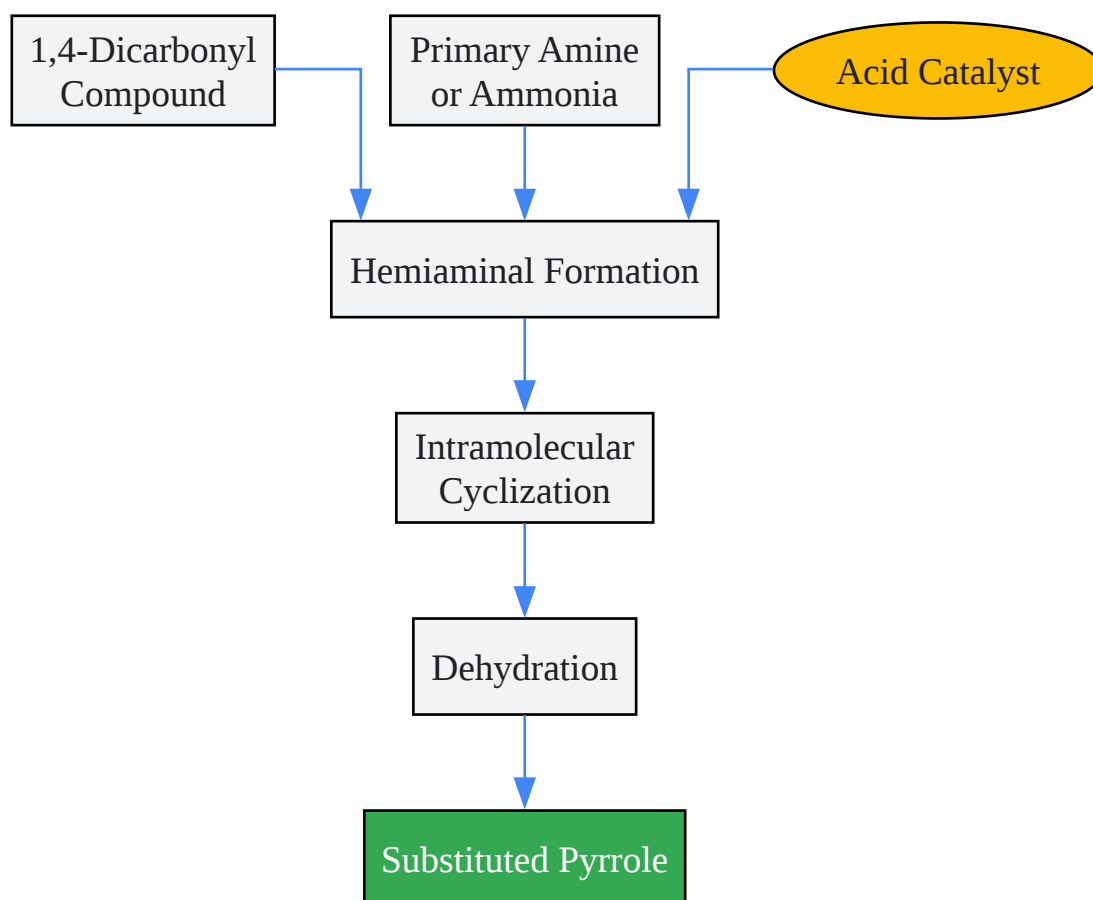 1,4-Dicarbonyl
Compound
Primary Amine
or Ammonia
Acid Catalyst
Hemiaminal Formation
Intramolecular
Cyclization
Dehydration
Substituted Pyrrole